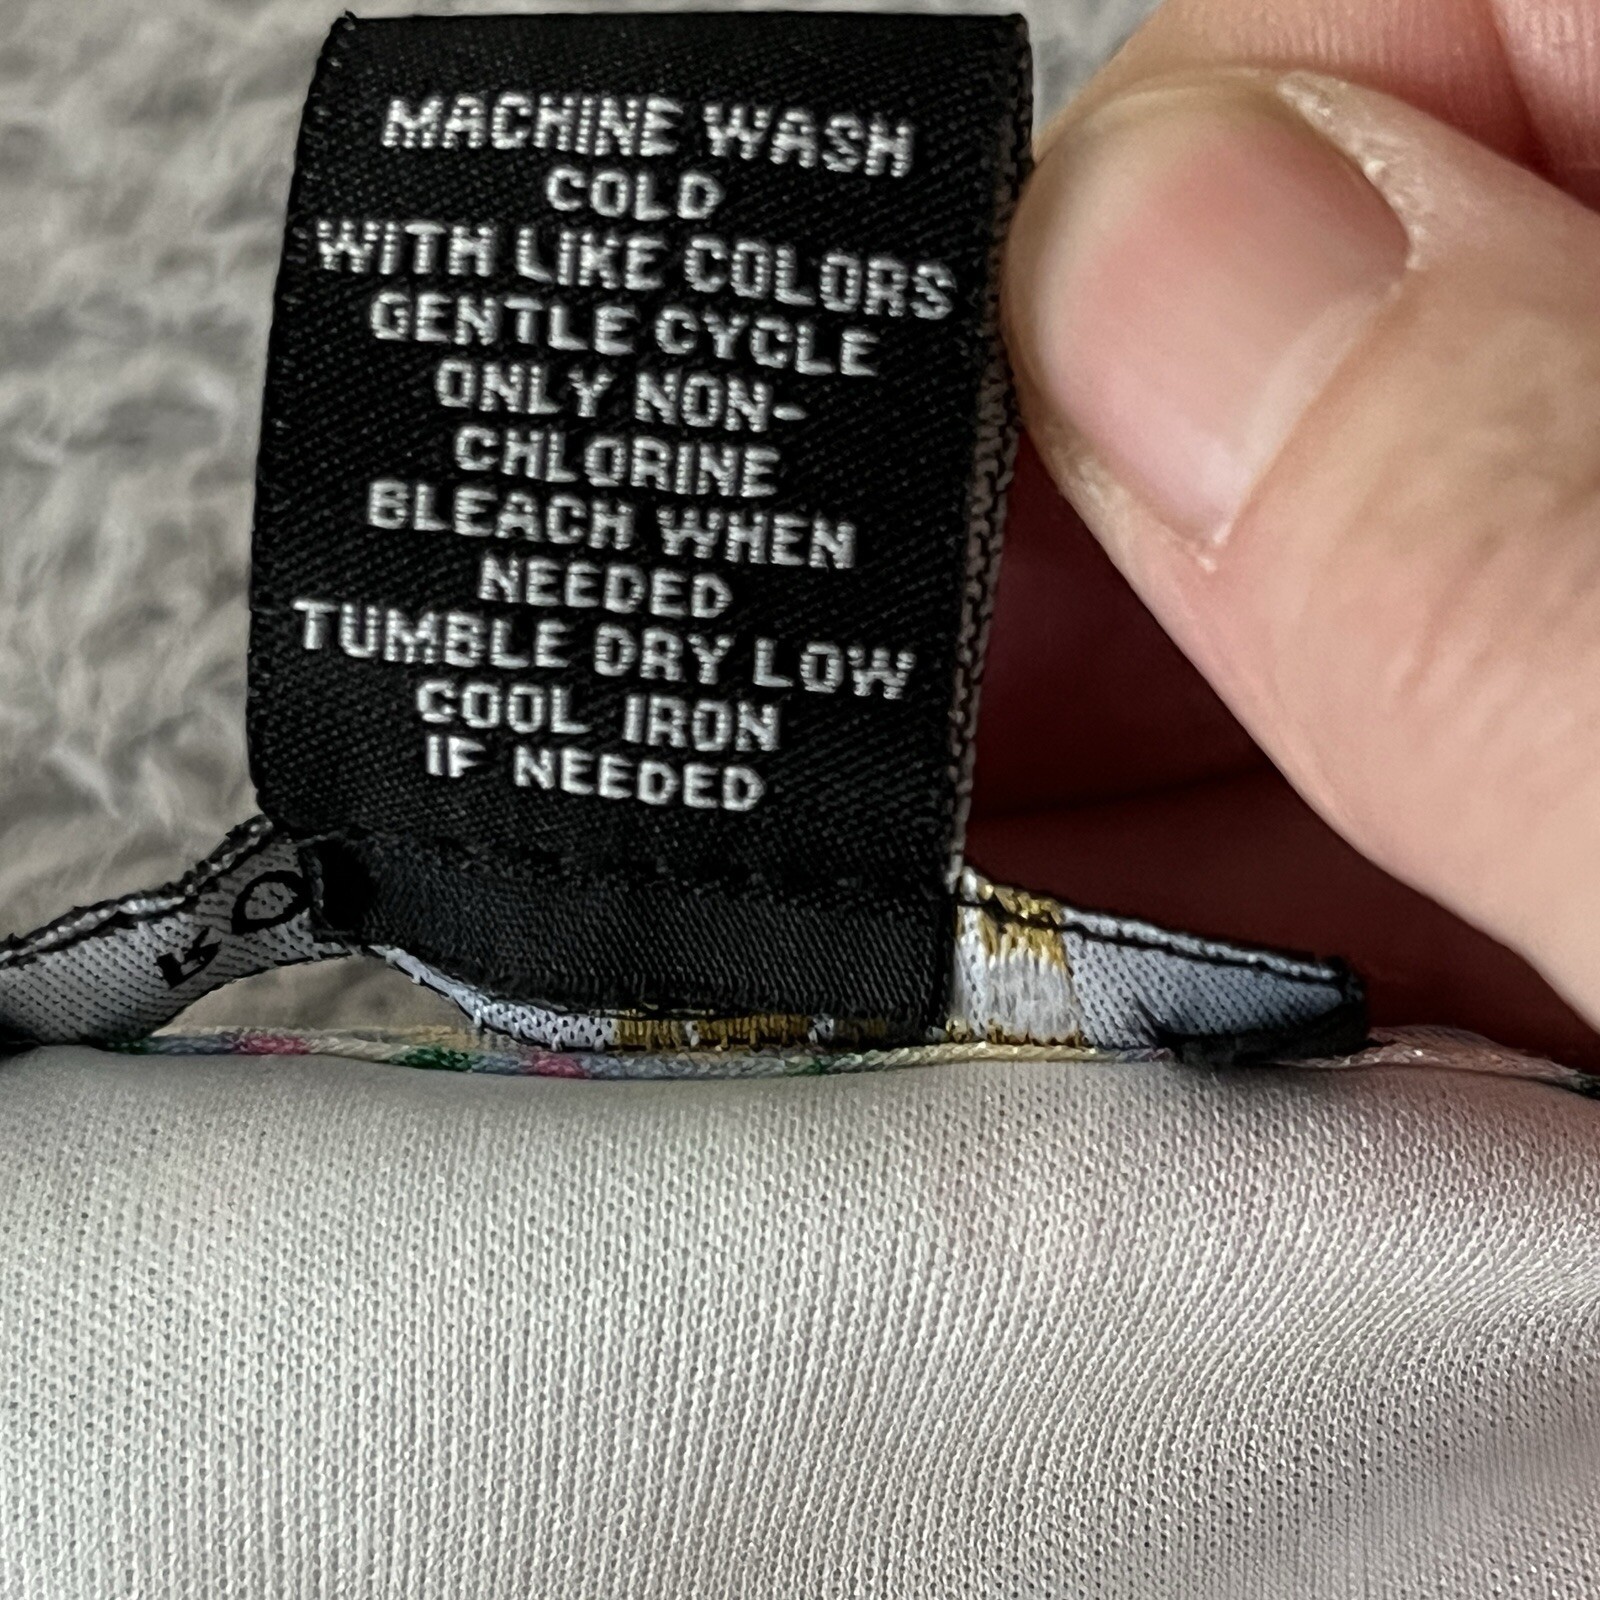 MACHINE WASH
COLD
WITH LIKE COLORS
GENTLE CYCLE
ONLY NON-
CHLORINE
BLEACH WHEN
NEEDED
TUMBLE DRY LOW
COOL IRON
IF NEEDED